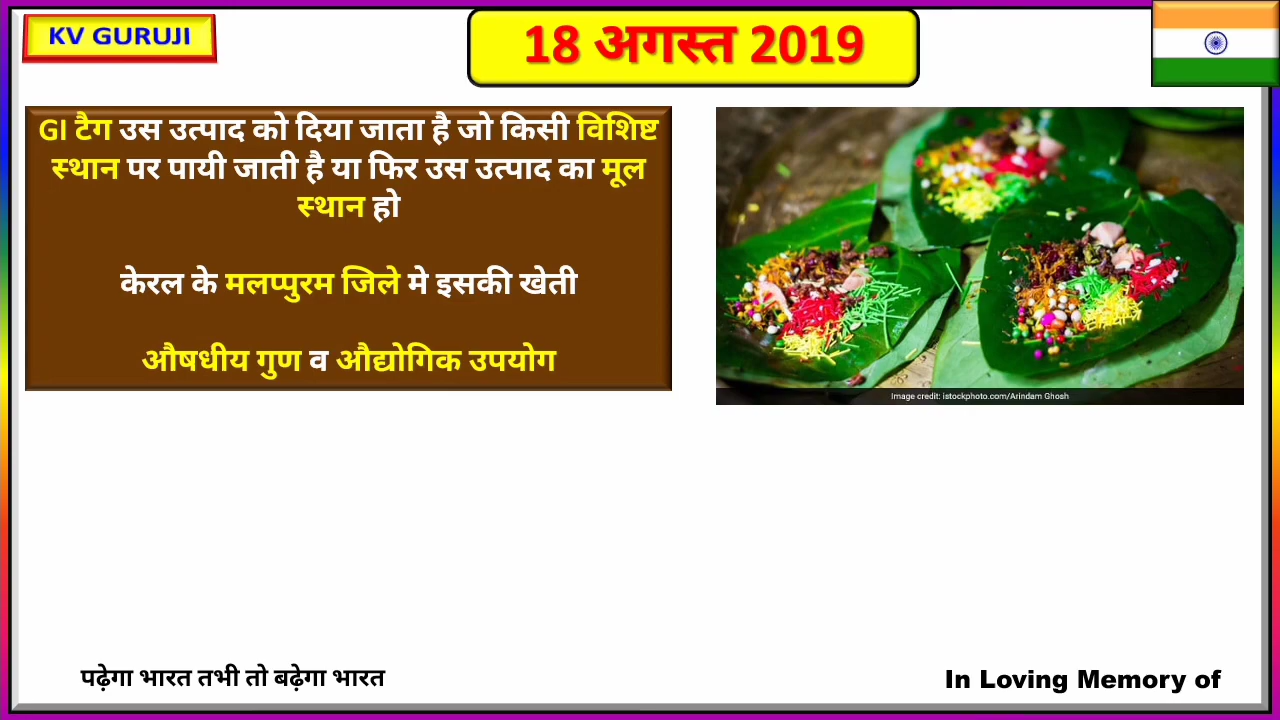 KV GURUJI
18 अगस्त 2019
GI टैग उस उत्पाद को दिया जाता है जो किसी विशिष्ट
स्थान पर पायी जाती है या फिर उस उत्पाद का मूल
स्थान हो
केरल के मलप्पुरम जिले मे इसकी खेती
औषधीय गुण व औद्योगिक उपयोग
Image credit: istockphoto.com/Arindam Ghosh
पढ़ेगा भारत तभी तो बढ़ेगा भारत
In Loving Memory of